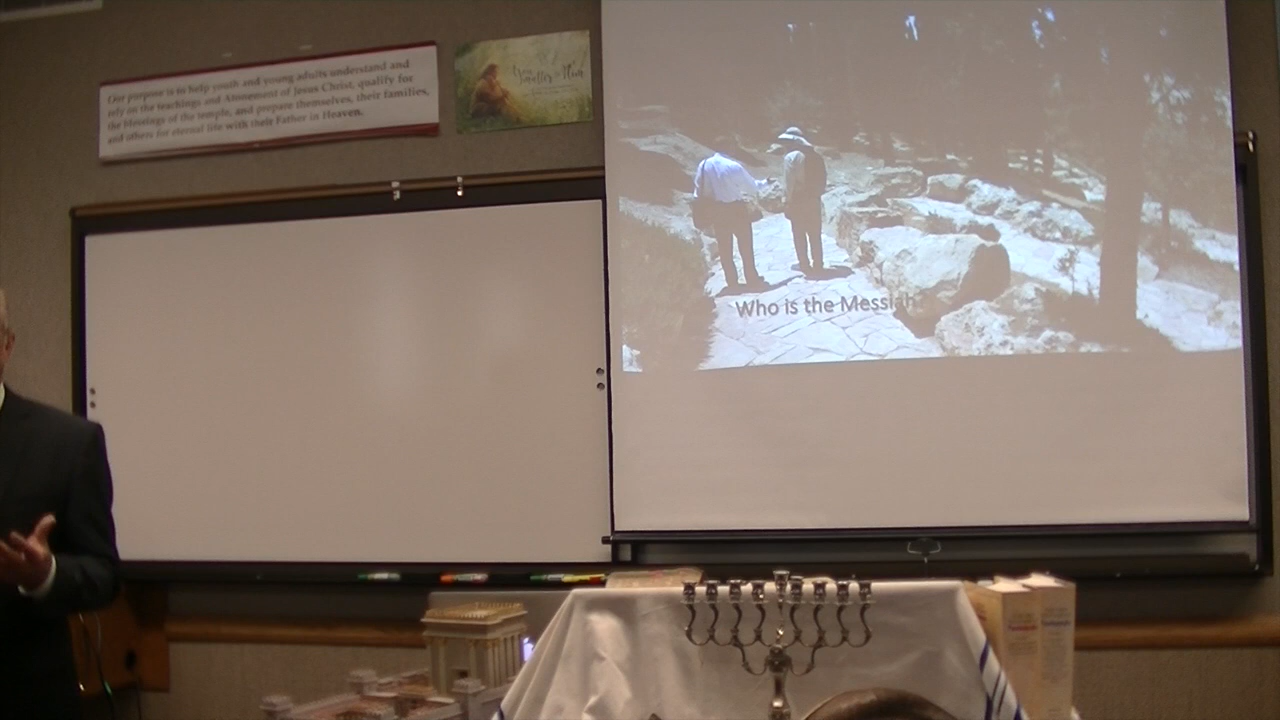 Our purpose is to help youth and young adults understand and
rely on the teachings and Atonement of Jesus Christ, qualify for
the blessings of the temple, and prepare themselves, their families,
and others for eternal life with their Father in Heaven.
Who is the Messiah